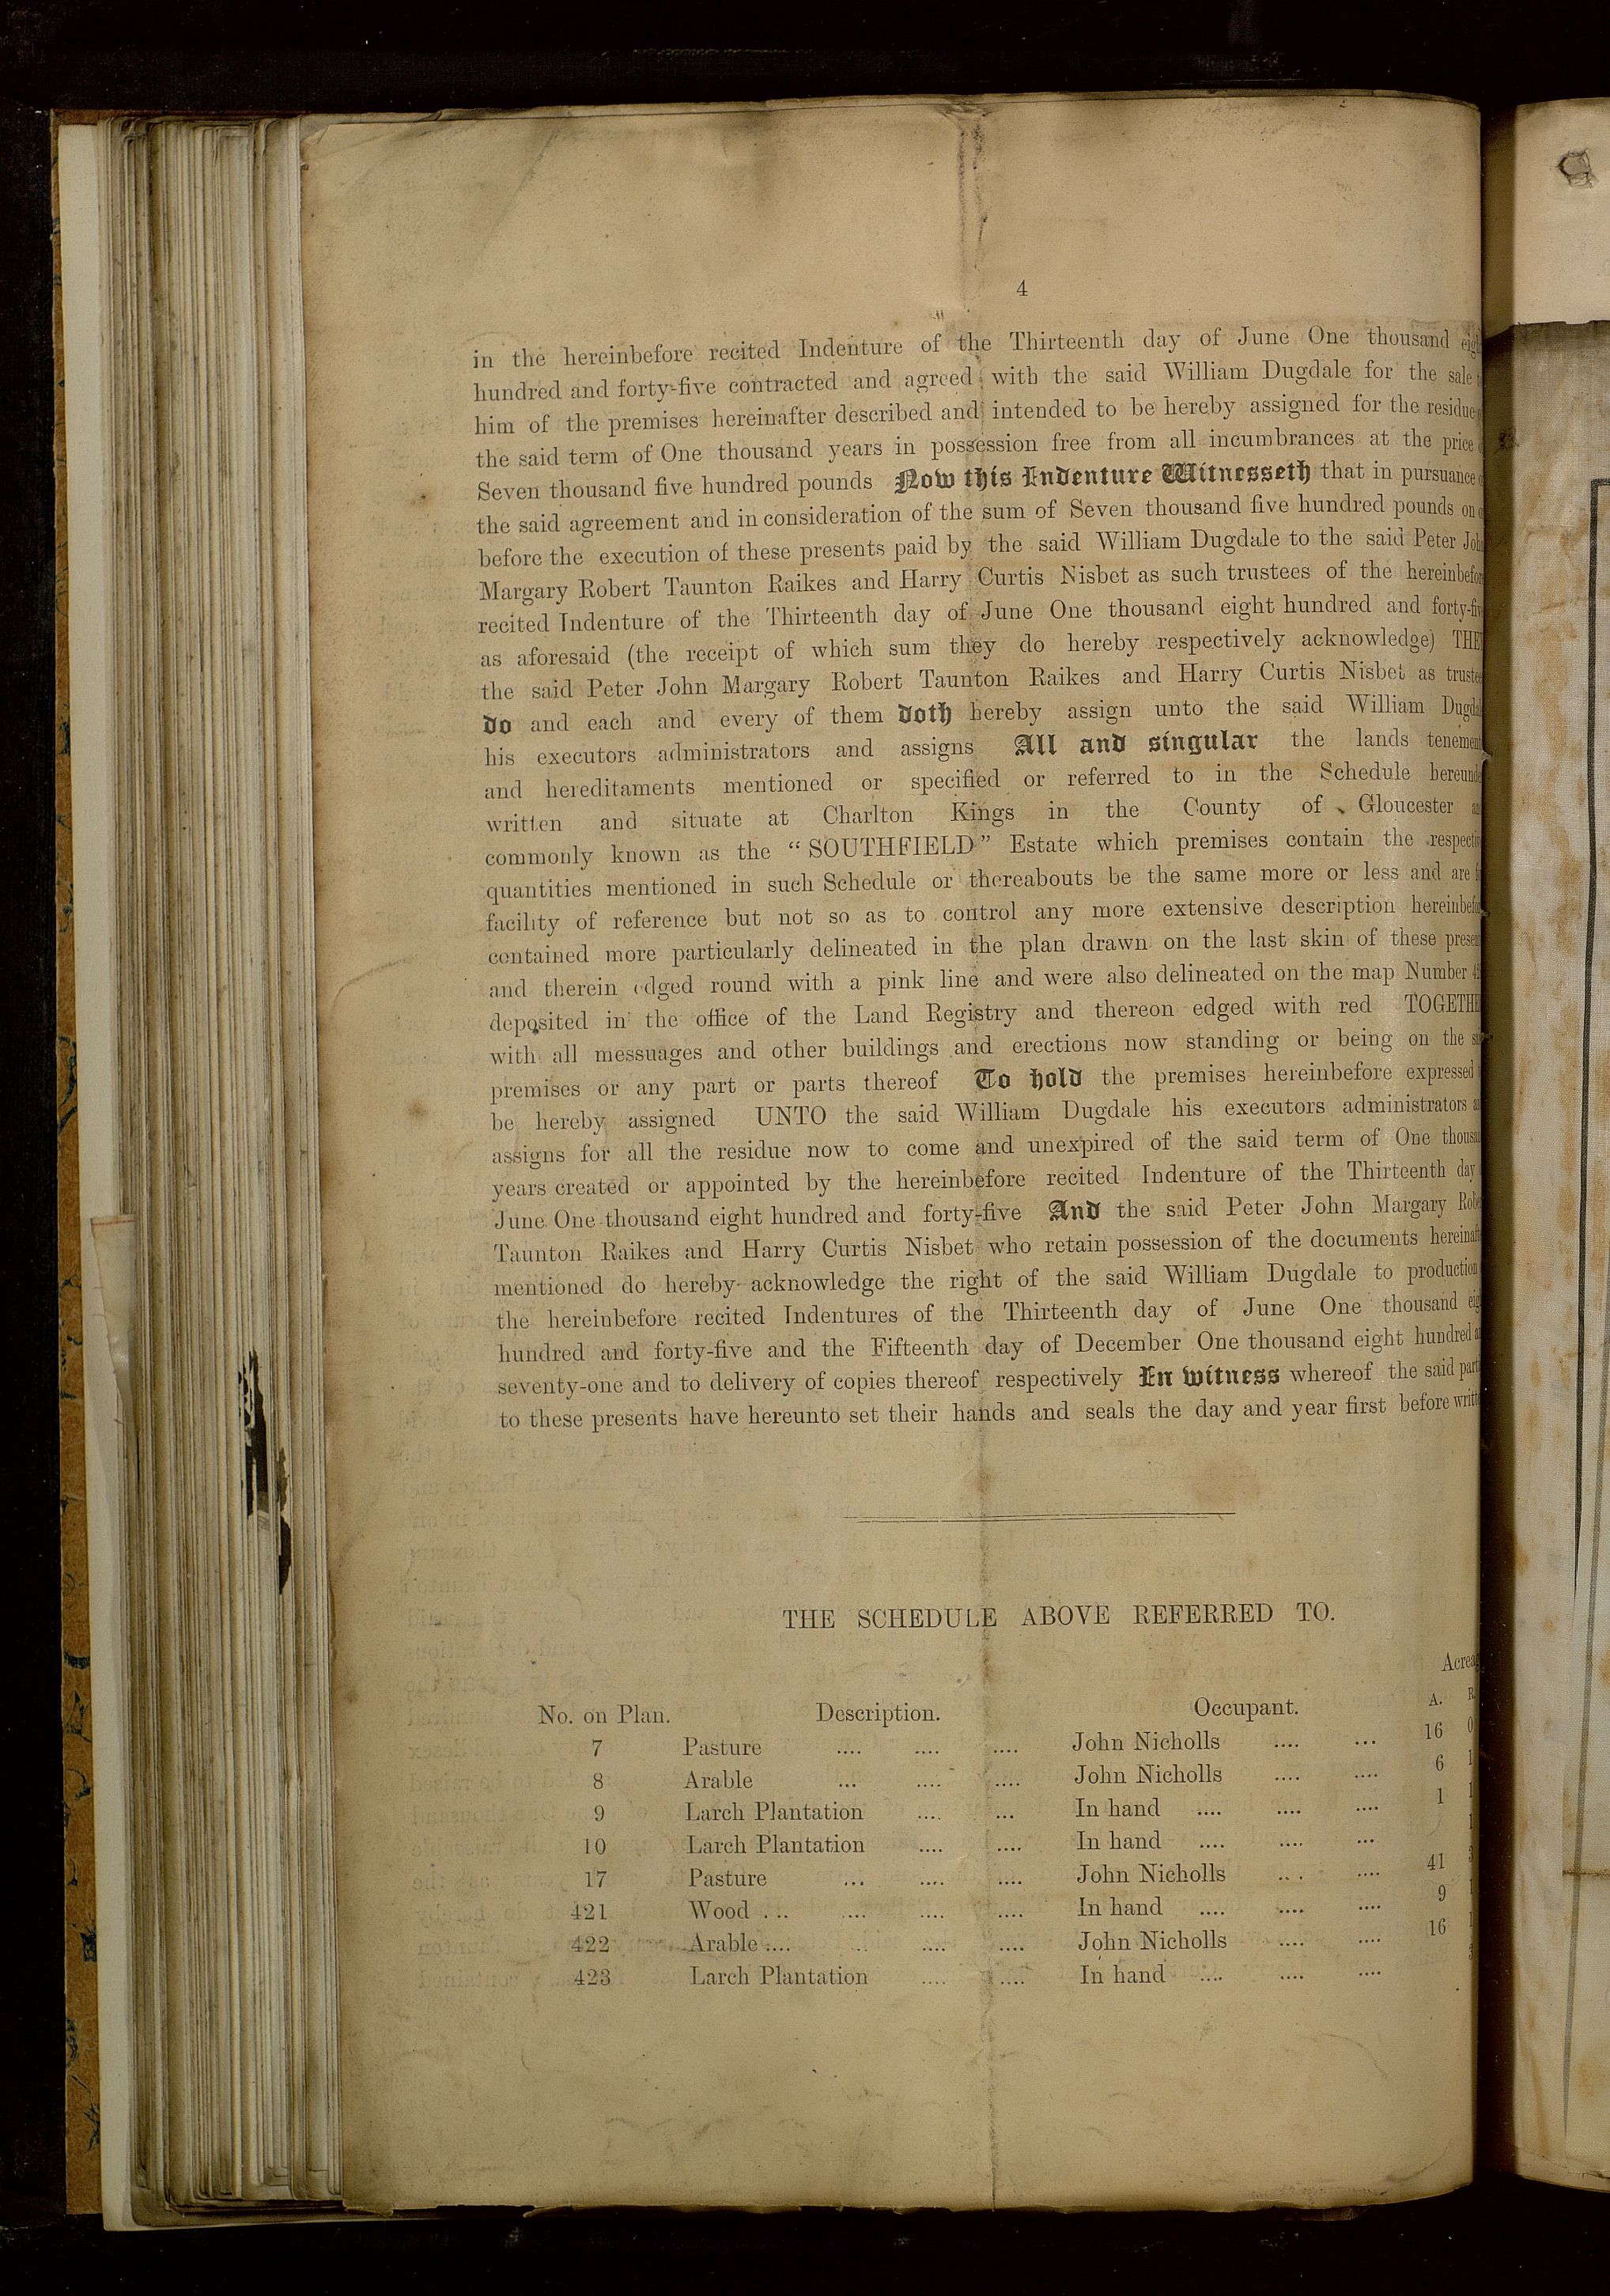 4
in the hereinbefore recited Indenture of the Thirteenth day of June One thousand
hundred and forty-five contracted and agreed with the said William Dugdale for the sale
him of the premises hereinafter described and intended to be hereby assigned for the residue
the said term of One thousand years in possession free from all incumbrances at the price
Seven thousand five hundred pounds Now this Indenture Witnesseth that in pursuance
the said agreement and in consideration of the sum of Seven thousand five hundred pounds on
before the execution of these presents paid by the said William Dugdale to the said Peter
Margary Robert Taunton Raikes and Harry Curtis Nisbet as such trustees of the
recited Indenture of the Thirteenth day of June One thousand eight hundred and
as aforesaid (the receipt of which sum they do hereby respectively acknowledge)
the said Peter John Margary Robert Taunton Raikes and Harry Curtis Nisbet as
do and each and every of them doth hereby assign unto the said William
his executors administrators and assigns All and singular the lands
and hereditaments mentioned or specified or referred to in the Schedule
written and situate at Charlton Kings in the County of Gloucester
commonly known as the "SOUTHFIELD" Estate which premises contain the
quantities mentioned in such Schedule or thereabouts be the same more or less and are
facility of reference but not so as to control any more extensive description
contained more particularly delineated in the plan drawn on the last skin of these
and therein edged round with a pink line and were also delineated on the map Number
deposited in the office of the Land Registry and thereon edged with red
with all messuages and other buildings and erections now standing or being on the
premises or any part or parts thereof To hold the premises hereinbefore expressed
be hereby assigned UNTO the said William Dugdale his executors administrators
assigns for all the residue now to come and unexpired of the said term of One
years created or appointed by the hereinbefore recited Indenture of the Thirteenth day
June One thousand eight hundred and forty-five And the said Peter John Margary
Taunton Raikes and Harry Curtis Nisbet who retain possession of the documents
mentioned do hereby acknowledge the right of the said William Dugdale to production
the hereinbefore recited Indentures of the Thirteenth day of June One thousand
hundred and forty-five and the Fifteenth day of December One thousand eight hundred
seventy-one and to delivery of copies thereof respectively In witness whereof the said
to these presents have hereunto set their hands and seals the day and year first before
THE SCHEDULE ABOVE REFERRED TO.
No. on Plan. Description. Occupant. A.
7 Pasture .... .... .... John Nicholls .... ... 16 0
8 Arable ... .... .... John Nicholls .... .... 6 1
9 Larch Plantation .... ... In hand .... .... .... 1 1
10 Larch Plantation .... .... In hand .... .... ... 1
17 Pasture ... .... .... John Nicholls ... .... 41 3
421 Wood ... .... .... .... In hand .... .... .... 9 1
422 Arable .... ... .... .... John Nicholls .... .... 16 1
423 Larch Plantation .... .... In hand .... .... .... 3